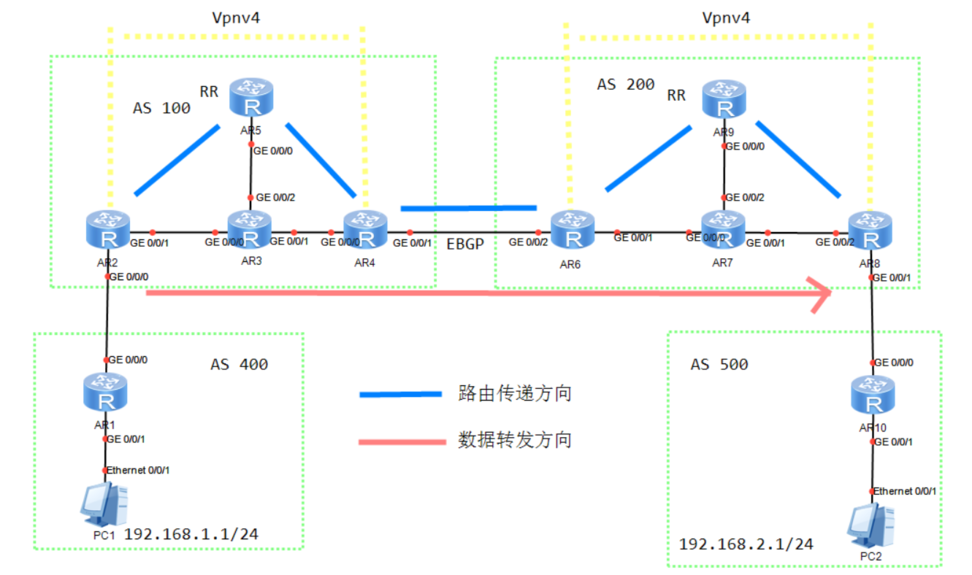 Vpnv4
Vpnv4
RR
AS 100
AS 200
RR
AR5
GE 0/0/0
AR9
GE 0/0/0
GE 0/0/2
GE 0/0/2
GE 0/0/1
GE 0/0/0
GE 0/0/1
GE 0/0/0
GE 0/0/1
EBGP
GE 0/0/2
GE 0/0/1
GE 0/0/0
GE 0/0/1
GE 0/0/2
AR2
AR3
AR4
AR6
AR7
AR8
GE 0/0/0
GE 0/0/1
AS 400
AS 500
GE 0/0/0
GE 0/0/0
路由传递方向
AR1
AR10
GE 0/0/1
数据转发方向
GE 0/0/1
Ethernet 0/0/1
Ethernet 0/0/1
PC1
192.168.1.1/24
192.168.2.1/24
PC2